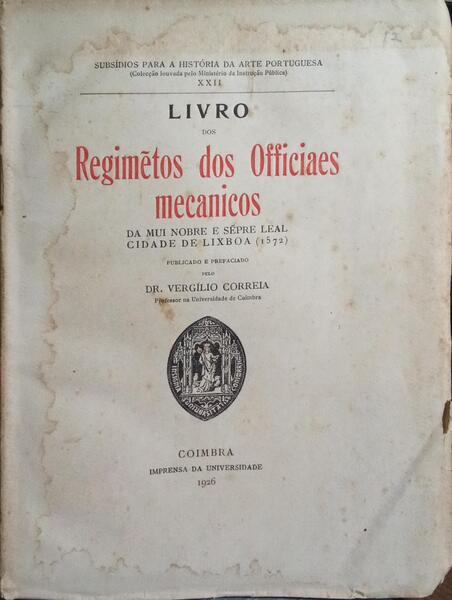 12
SUBSÍDIOS PARA A HISTÓRIA DA ARTE PORTUGUESA
(Colecção louvada pelo Ministério da Instrução Pública)
XXII
LIVRO
DOS
Regimẽtos dos Officiaes
mecanicos
DA MUI NOBRE E SẼPRE LEAL
CIDADE DE LIXBOA (1572)
PUBLICADO E PREFACIADO
PELO
DR. VERGÍLIO CORREIA
Professor na Universidade de Coimbra
COIMBRA
IMPRENSA DA UNIVERSIDADE
1926